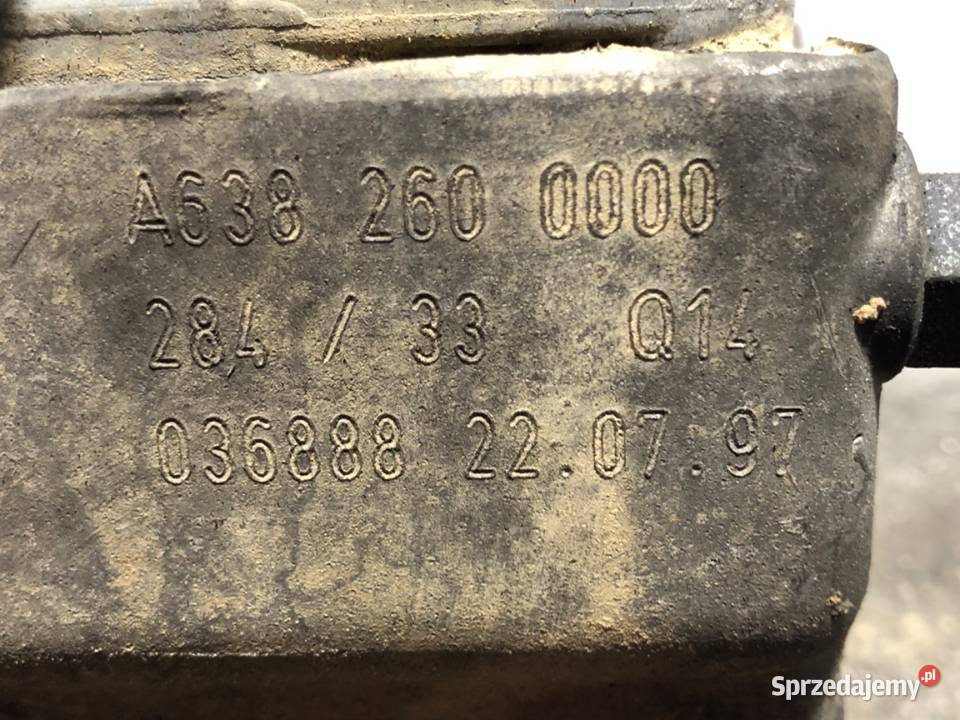 A638 260 0000
284 / 33 Q14
036888 22.07.97
Sprzedajemy.pl